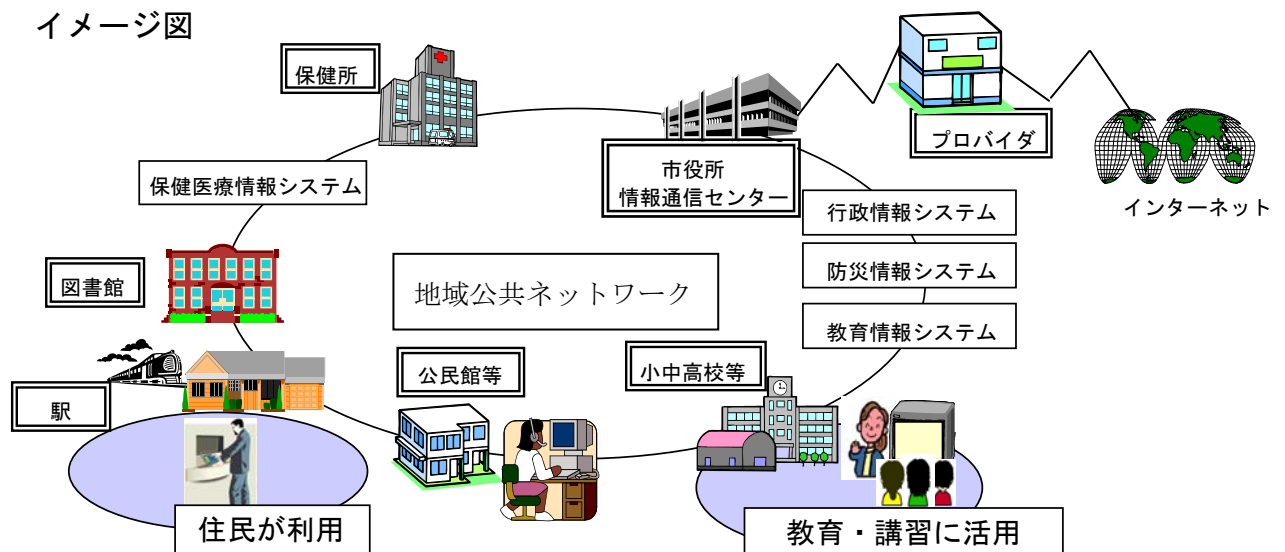 イメージ図
保健所
プロバイダ
市役所
情報通信センター
保健医療情報システム
行政情報システム
インターネット
図書館
防災情報システム
地域公共ネットワーク
教育情報システム
公民館等
小中高校等
駅
住民が利用
教育・講習に活用